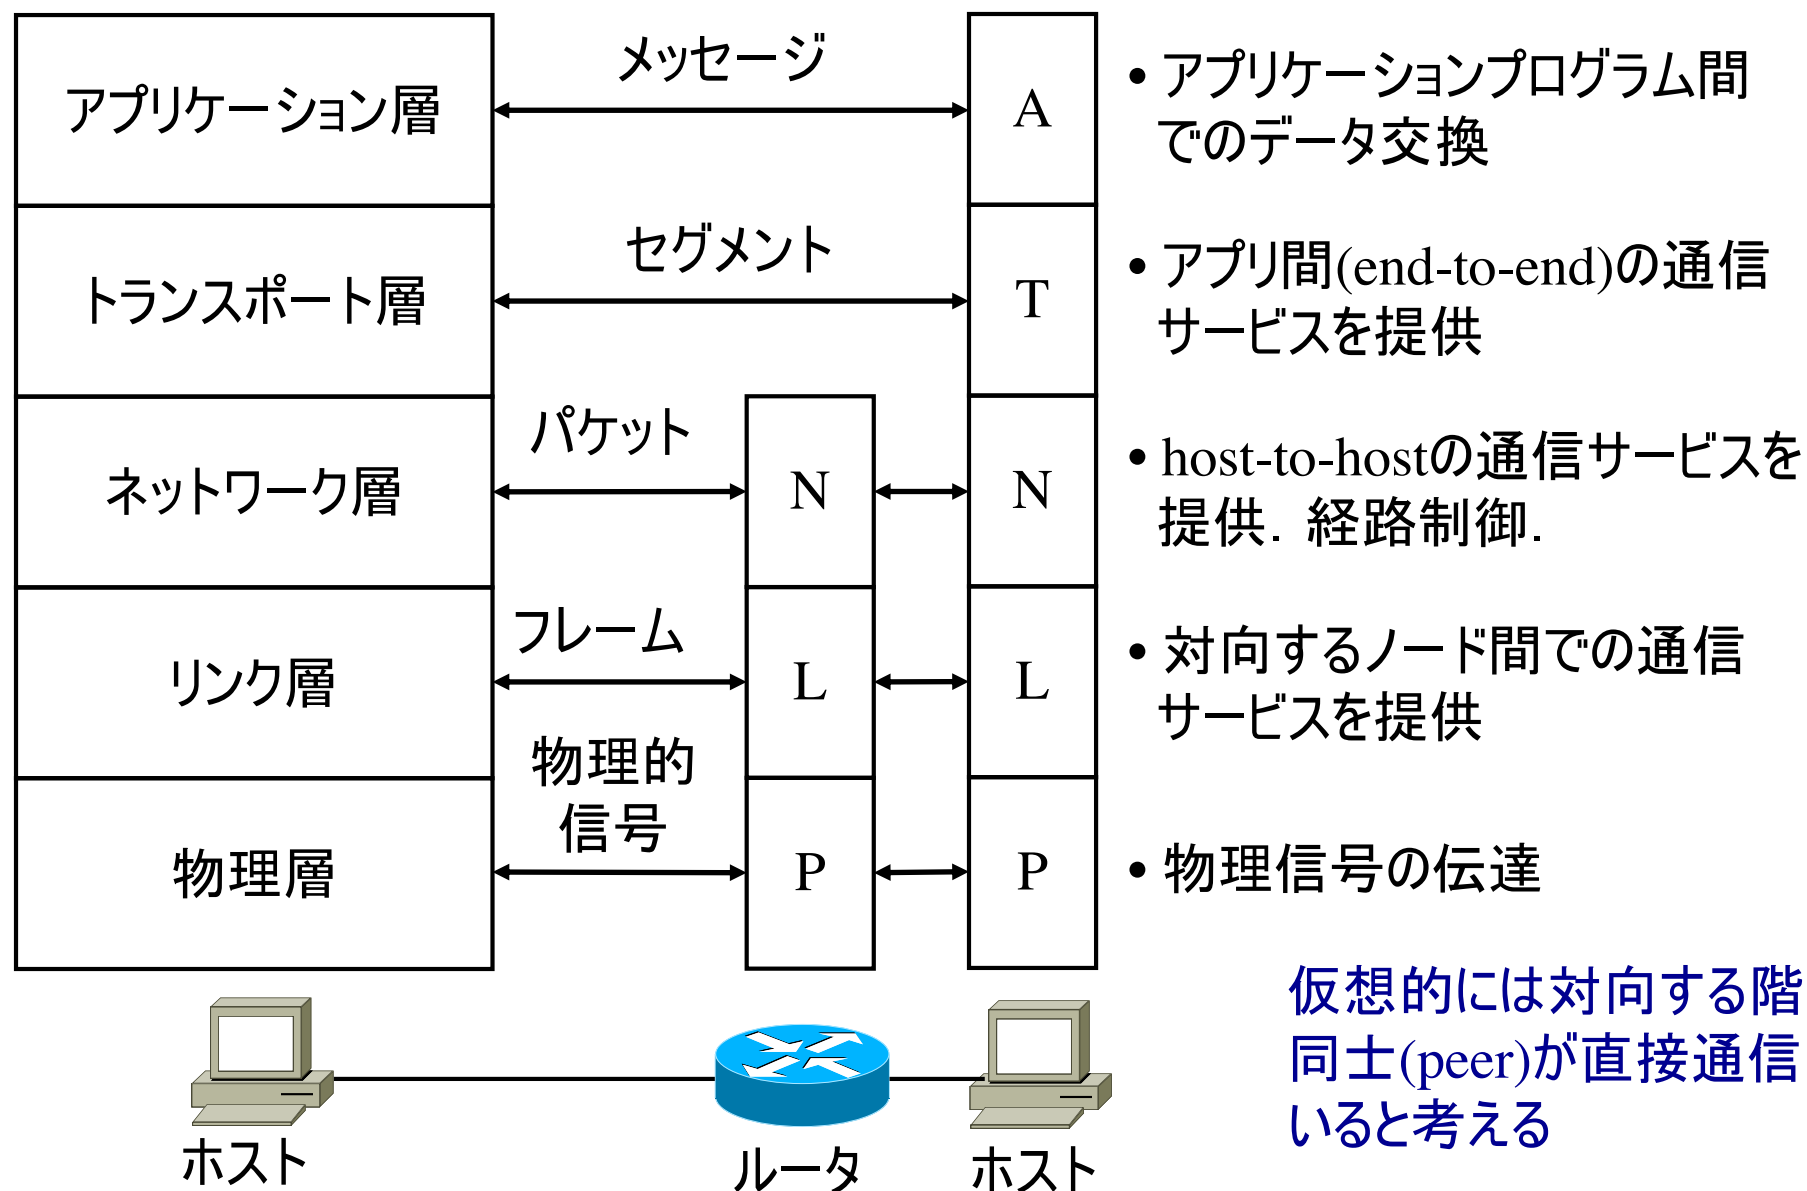 アプリケーション層
メッセージ
A
• アプリケーションプログラム間
でのデータ交換
トランスポート層
セグメント
T
• アプリ間(end-to-end)の通信
サービスを提供
ネットワーク層
パケット
N
N
• host-to-hostの通信サービスを
提供．経路制御．
リンク層
フレーム
L
L
• 対向するノード間での通信
サービスを提供
物理層
物理的
信号
P
P
• 物理信号の伝達
仮想的には対向する階
同士(peer)が直接通信
いると考える
ホスト
ルータ
ホスト